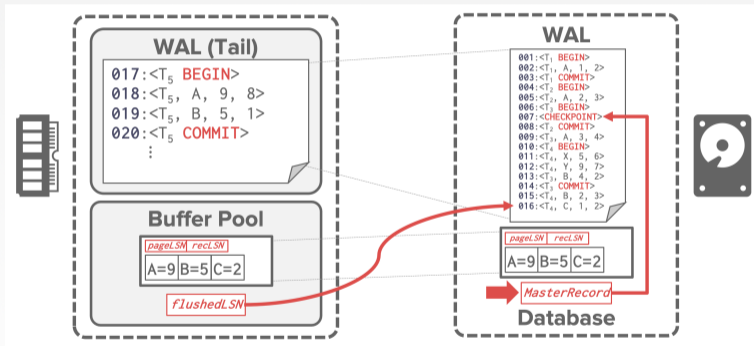 WAL (Tail)
017:<T5 BEGIN>
018:<T5, A, 9, 8>
019:<T5, B, 5, 1>
020:<T5 COMMIT>
⋮
Buffer Pool
pageLSN recLSN
A=9 B=5 C=2
flushedLSN
WAL
001:<T1 BEGIN>
002:<T1, A, 1, 2>
003:<T1 COMMIT>
004:<T2 BEGIN>
005:<T2, A, 2, 3>
006:<T3 BEGIN>
007:<CHECKPOINT>
008:<T2 COMMIT>
009:<T3, A, 3, 4>
010:<T4 BEGIN>
011:<T4, X, 5, 6>
012:<T4, Y, 9, 7>
013:<T3, B, 4, 2>
014:<T3 COMMIT>
015:<T4, B, 2, 3>
016:<T4, C, 1, 2>
pageLSN recLSN
A=9 B=5 C=2
MasterRecord
Database